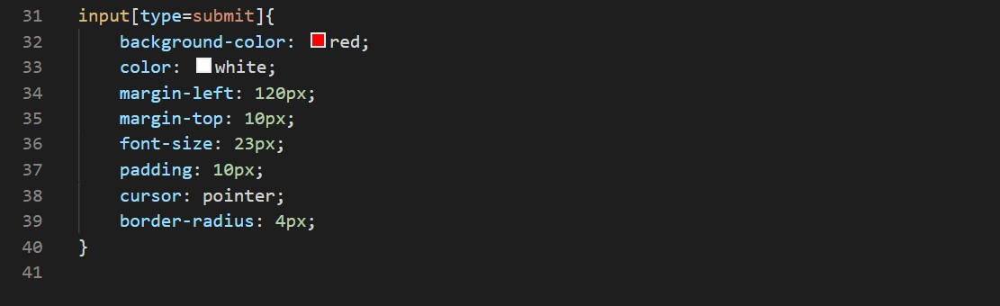 31 input[type=submit]{
32     background-color: red;
33     color: white;
34     margin-left: 120px;
35     margin-top: 10px;
36     font-size: 23px;
37     padding: 10px;
38     cursor: pointer;
39     border-radius: 4px;
40 }
41